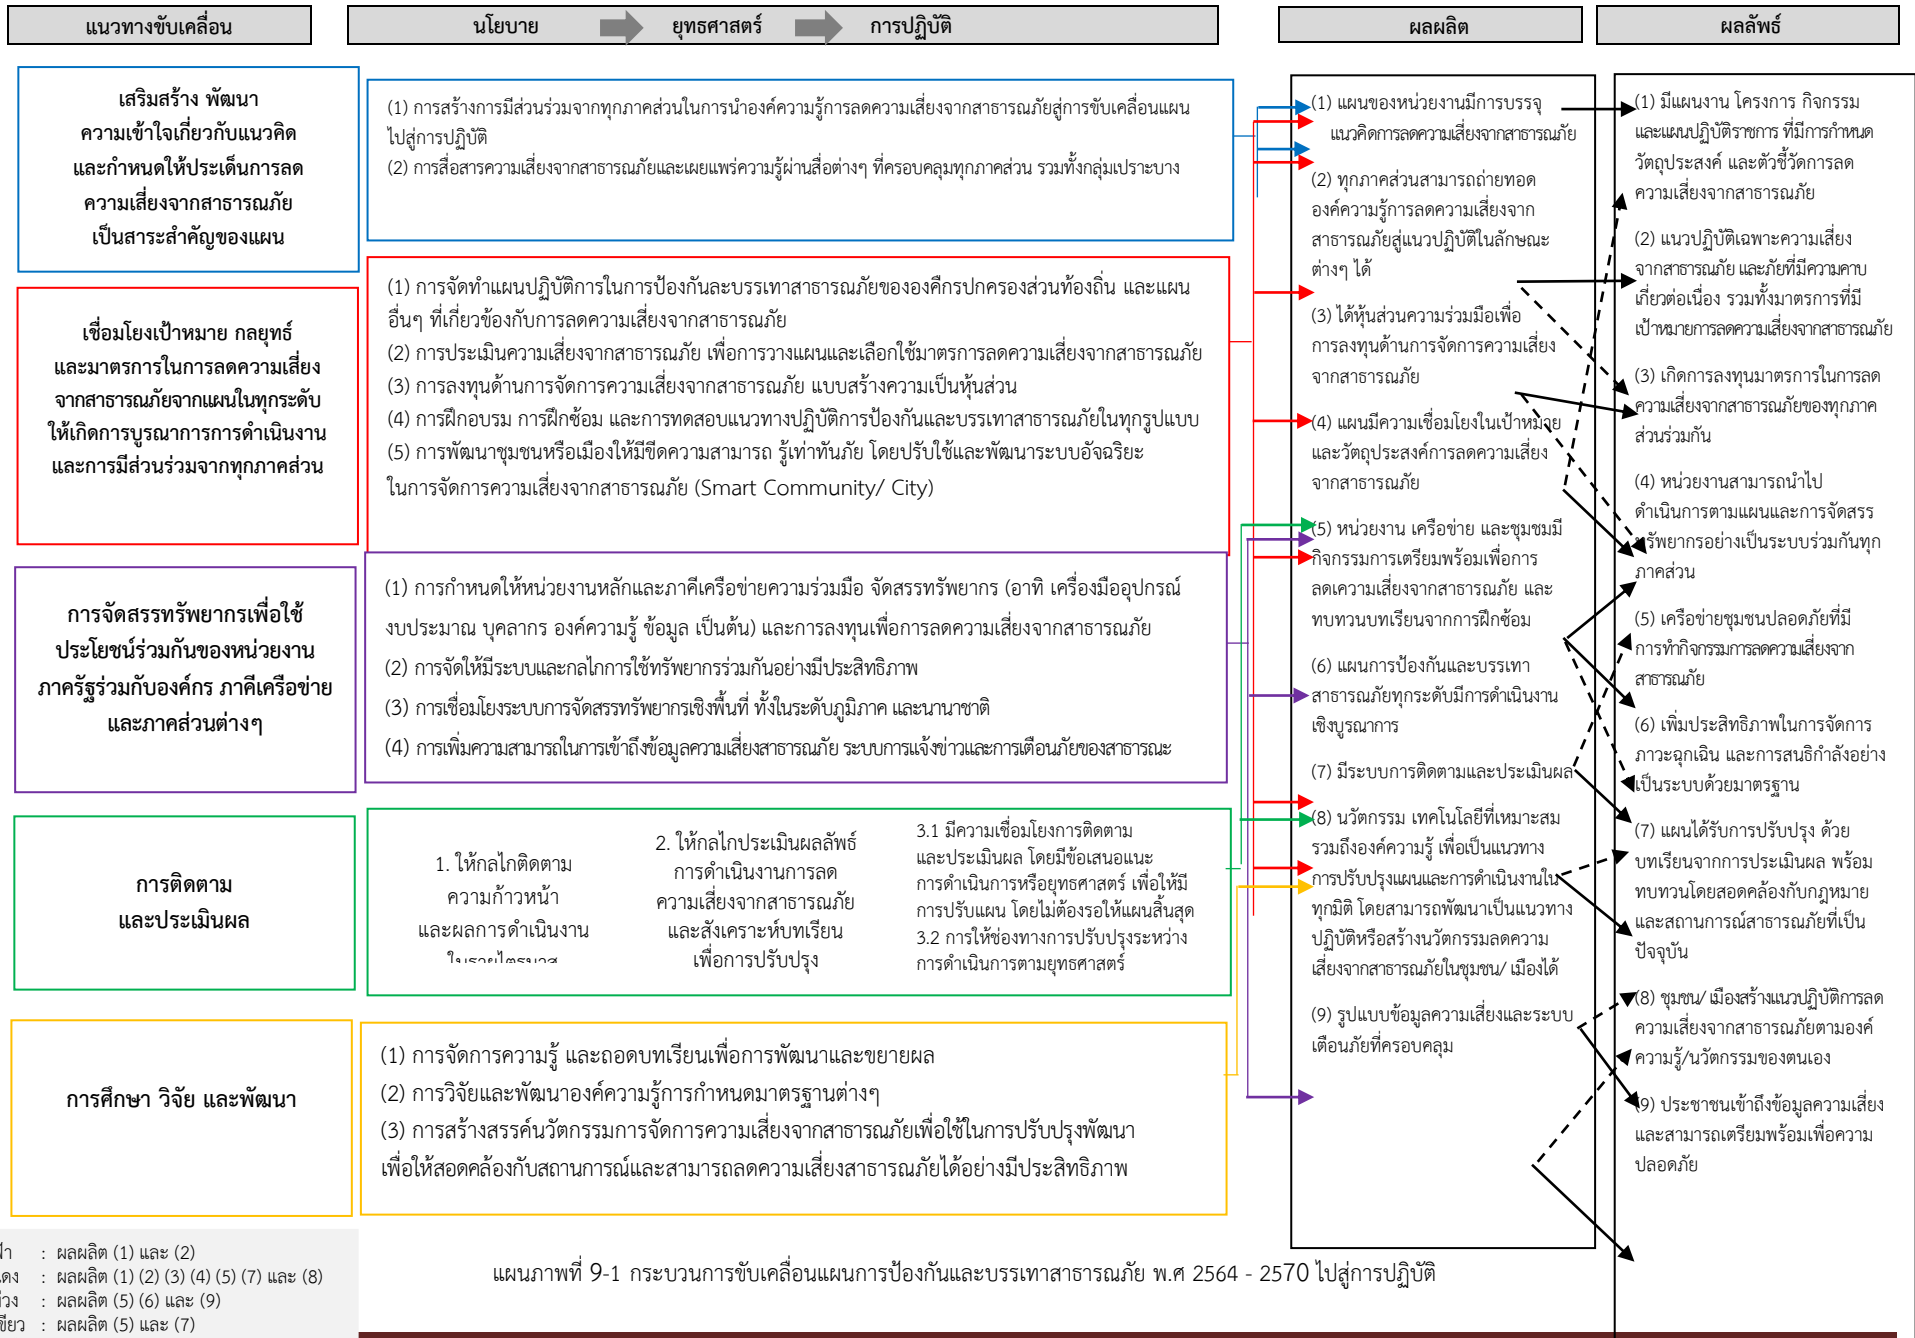 แนวทางขับเคลื่อน
นโยบาย ยุทธศาสตร์ การปฏิบัติ
ผลผลิต
ผลลัพธ์
เสริมสร้าง พัฒนา
ความเข้าใจเกี่ยวกับแนวคิด
และกำหนดให้ประเด็นการลด
ความเสี่ยงจากสาธารณภัย
เป็นสาระสำคัญของแผน
(1) การสร้างการมีส่วนร่วมจากทุกภาคส่วนในการนำองค์ความรู้การลดความเสี่ยงจากสาธารณภัยสู่การขับเคลื่อนแผน
ไปสู่การปฏิบัติ
(2) การสื่อสารความเสี่ยงจากสาธารณภัยและเผยแพร่ความรู้ผ่านสื่อต่างๆ ที่ครอบคลุมทุกภาคส่วน รวมทั้งกลุ่มเปราะบาง
เชื่อมโยงเป้าหมาย กลยุทธ์
และมาตรการในการลดความเสี่ยง
จากสาธารณภัยจากแผนในทุกระดับ
ให้เกิดการบูรณาการการดำเนินงาน
และการมีส่วนร่วมจากทุกภาคส่วน
(1) การจัดทำแผนปฏิบัติการในการป้องกันละบรรเทาสาธารณภัยขององค์กรปกครองส่วนท้องถิ่น และแผน
อื่นๆ ที่เกี่ยวข้องกับการลดความเสี่ยงจากสาธารณภัย
(2) การประเมินความเสี่ยงจากสาธารณภัย เพื่อการวางแผนและเลือกใช้มาตรการลดความเสี่ยงจากสาธารณภัย
(3) การลงทุนด้านการจัดการความเสี่ยงจากสาธารณภัย แบบสร้างความเป็นหุ้นส่วน
(4) การฝึกอบรม การฝึกซ้อม และการทดสอบแนวทางปฏิบัติการป้องกันและบรรเทาสาธารณภัยในทุกรูปแบบ
(5) การพัฒนาชุมชนหรือเมืองให้มีขีดความสามารถ รู้เท่าทันภัย โดยปรับใช้และพัฒนาระบบอัจฉริยะ
ในการจัดการความเสี่ยงจากสาธารณภัย (Smart Community/ City)
การจัดสรรทรัพยากรเพื่อใช้
ประโยชน์ร่วมกันของหน่วยงาน
ภาครัฐร่วมกับองค์กร ภาคีเครือข่าย
และภาคส่วนต่างๆ
(1) การกำหนดให้หน่วยงานหลักและภาคีเครือข่ายความร่วมมือ จัดสรรทรัพยากร (อาทิ เครื่องมืออุปกรณ์
งบประมาณ บุคลากร องค์ความรู้ ข้อมูล เป็นต้น) และการลงทุนเพื่อการลดความเสี่ยงจากสาธารณภัย
(2) การจัดให้มีระบบและกลไกการใช้ทรัพยากรร่วมกันอย่างมีประสิทธิภาพ
(3) การเชื่อมโยงระบบการจัดสรรทรัพยากรเชิงพื้นที่ ทั้งในระดับภูมิภาค และนานาชาติ
(4) การเพิ่มความสามารถในการเข้าถึงข้อมูลความเสี่ยงสาธารณภัย ระบบการแจ้งข่าวและการเตือนภัยของสาธารณะ
การติดตาม
และประเมินผล
1. ให้กลไกติดตาม
ความก้าวหน้า
และผลการดำเนินงาน
ในรายไตรมาส
2. ให้กลไกประเมินผลลัพธ์
การดำเนินงานการลด
ความเสี่ยงจากสาธารณภัย
และสังเคราะห์บทเรียน
เพื่อการปรับปรุง
3.1 มีความเชื่อมโยงการติดตาม
และประเมินผล โดยมีข้อเสนอแนะ
การดำเนินการหรือยุทธศาสตร์ เพื่อให้มี
การปรับแผน โดยไม่ต้องรอให้แผนสิ้นสุด
3.2 การให้ช่องทางการปรับปรุงระหว่าง
การดำเนินการตามยุทธศาสตร์
การศึกษา วิจัย และพัฒนา
(1) การจัดการความรู้ และถอดบทเรียนเพื่อการพัฒนาและขยายผล
(2) การวิจัยและพัฒนาองค์ความรู้การกำหนดมาตรฐานต่างๆ
(3) การสร้างสรรค์นวัตกรรมการจัดการความเสี่ยงจากสาธารณภัยเพื่อใช้ในการปรับปรุงพัฒนา
เพื่อให้สอดคล้องกับสถานการณ์และสามารถลดความเสี่ยงสาธารณภัยได้อย่างมีประสิทธิภาพ
(1) แผนของหน่วยงานมีการบรรจุ
แนวคิดการลดความเสี่ยงจากสาธารณภัย
(2) ทุกภาคส่วนสามารถถ่ายทอด
องค์ความรู้การลดความเสี่ยงจาก
สาธารณภัยสู่แนวปฏิบัติในลักษณะ
ต่างๆ ได้
(3) ได้หุ้นส่วนความร่วมมือเพื่อ
การลงทุนด้านการจัดการความเสี่ยง
จากสาธารณภัย
(4) แผนมีความเชื่อมโยงในเป้าหมาย
และวัตถุประสงค์การลดความเสี่ยง
จากสาธารณภัย
(5) หน่วยงาน เครือข่าย และชุมชมมี
กิจกรรมการเตรียมพร้อมเพื่อการ
ลดเความเสี่ยงจากสาธารณภัย และ
ทบทวนบทเรียนจากการฝึกซ้อม
(6) แผนการป้องกันและบรรเทา
สาธารณภัยทุกระดับมีการดำเนินงาน
เชิงบูรณาการ
(7) มีระบบการติดตามและประเมินผล
(8) นวัตกรรม เทคโนโลยีที่เหมาะสม
รวมถึงองค์ความรู้ เพื่อเป็นแนวทาง
การปรับปรุงแผนและการดำเนินงานใน
ทุกมิติ โดยสามารถพัฒนาเป็นแนวทาง
ปฏิบัติหรือสร้างนวัตกรรมลดความ
เสี่ยงจากสาธารณภัยในชุมชน/ เมืองได้
(9) รูปแบบข้อมูลความเสี่ยงและระบบ
เตือนภัยที่ครอบคลุม
(1) มีแผนงาน โครงการ กิจกรรม
และแผนปฏิบัติราชการ ที่มีการกำหนด
วัตถุประสงค์ และตัวชี้วัดการลด
ความเสี่ยงจากสาธารณภัย
(2) แนวปฏิบัติเฉพาะความเสี่ยง
จากสาธารณภัย และภัยที่มีความคาบ
เกี่ยวต่อเนื่อง รวมทั้งมาตรการที่มี
เป้าหมายการลดความเสี่ยงจากสาธารณภัย
(3) เกิดการลงทุนมาตรการในการลด
ความเสี่ยงจากสาธารณภัยของทุกภาค
ส่วนร่วมกัน
(4) หน่วยงานสามารถนำไป
ดำเนินการตามแผนและการจัดสรร
ทรัพยากรอย่างเป็นระบบร่วมกันทุก
ภาคส่วน
(5) เครือข่ายชุมชนปลอดภัยที่มี
การทำกิจกรรมการลดความเสี่ยงจาก
สาธารณภัย
(6) เพิ่มประสิทธิภาพในการจัดการ
ภาวะฉุกเฉิน และการสนธิกำลังอย่าง
เป็นระบบด้วยมาตรฐาน
(7) แผนได้รับการปรับปรุง ด้วย
บทเรียนจากการประเมินผล พร้อม
ทบทวนโดยสอดคล้องกับกฎหมาย
และสถานการณ์สาธารณภัยที่เป็น
ปัจจุบัน
(8) ชุมชน/ เมืองสร้างแนวปฏิบัติการลด
ความเสี่ยงจากสาธารณภัยตามองค์
ความรู้/นวัตกรรมของตนเอง
(9) ประชาชนเข้าถึงข้อมูลความเสี่ยง
และสามารถเตรียมพร้อมเพื่อความ
ปลอดภัย
: ผลผลิต (1) และ (2)
: ผลผลิต (1) (2) (3) (4) (5) (7) และ (8)
: ผลผลิต (5) (6) และ (9)
: ผลผลิต (5) และ (7)
แผนภาพที่ 9-1 กระบวนการขับเคลื่อนแผนการป้องกันและบรรเทาสาธารณภัย พ.ศ 2564 - 2570 ไปสู่การปฏิบัติ